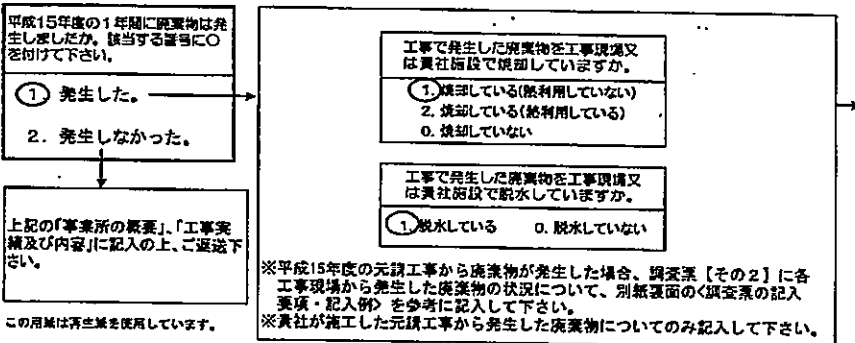 平成15年度の1年間に廃棄物は発
生しましたか。該当する番号に○
を付けて下さい。
1. 発生した。
2. 発生しなかった。
上記の「事業所の概要」、「工事実
績及び内容」に記入の上、ご返送下
さい。
この用紙は再生紙を使用しています。
工事で発生した廃棄物を工事現場又
は貴社施設で焼却していますか。
1. 焼却している(熱利用していない)
2. 焼却している(熱利用している)
0. 焼却していない
工事で発生した廃棄物を工事現場又
は貴社施設で脱水していますか。
1. 脱水している 0. 脱水していない
※平成15年度の元請工事から廃棄物が発生した場合、調査票【その2】に各
工事現場から発生した廃棄物の状況について、別紙裏面の<調査票の記入
要項・記入例> を参考に記入して下さい。
※貴社が施工した元請工事から発生した廃棄物についてのみ記入して下さい。